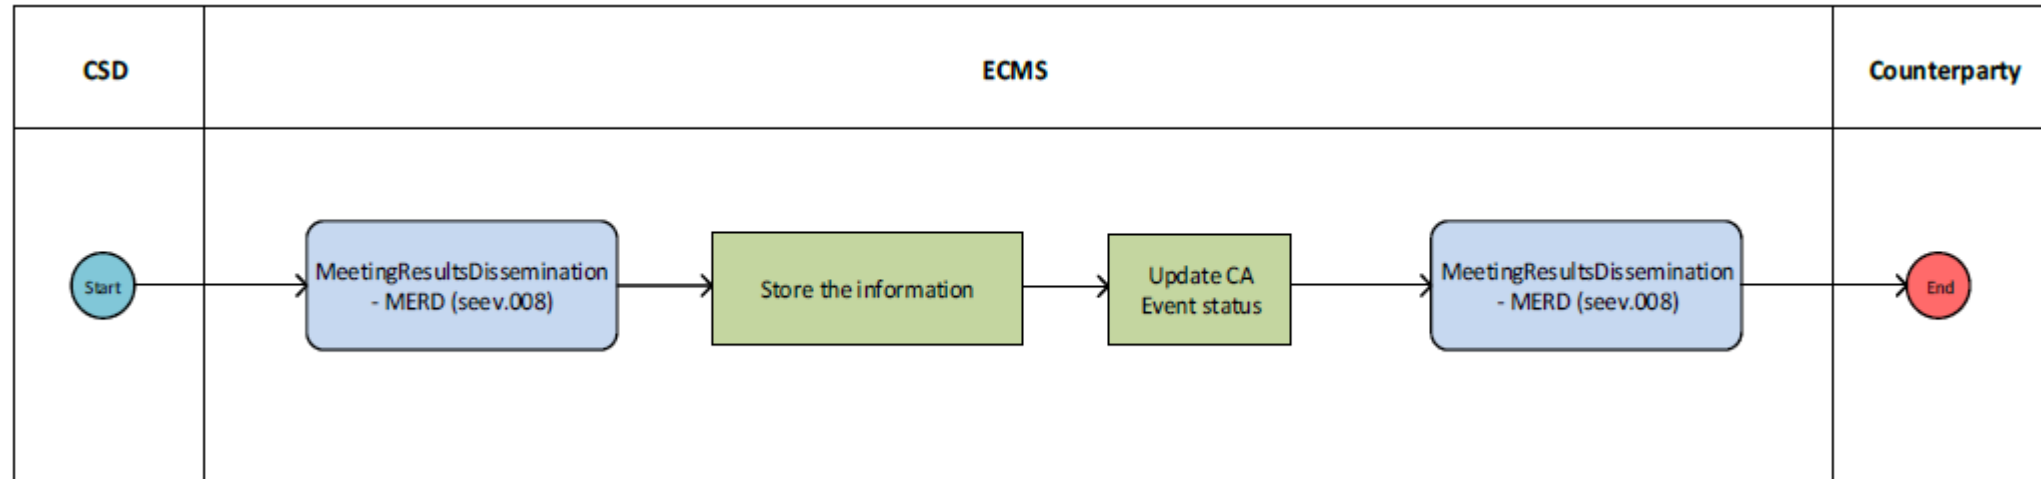 CSD
ECMS
Counterparty
Start
MeetingResultsDissemination
- MERD (seev.008)
Store the information
Update CA
Event status
MeetingResultsDissemination
- MERD (seev.008)
End